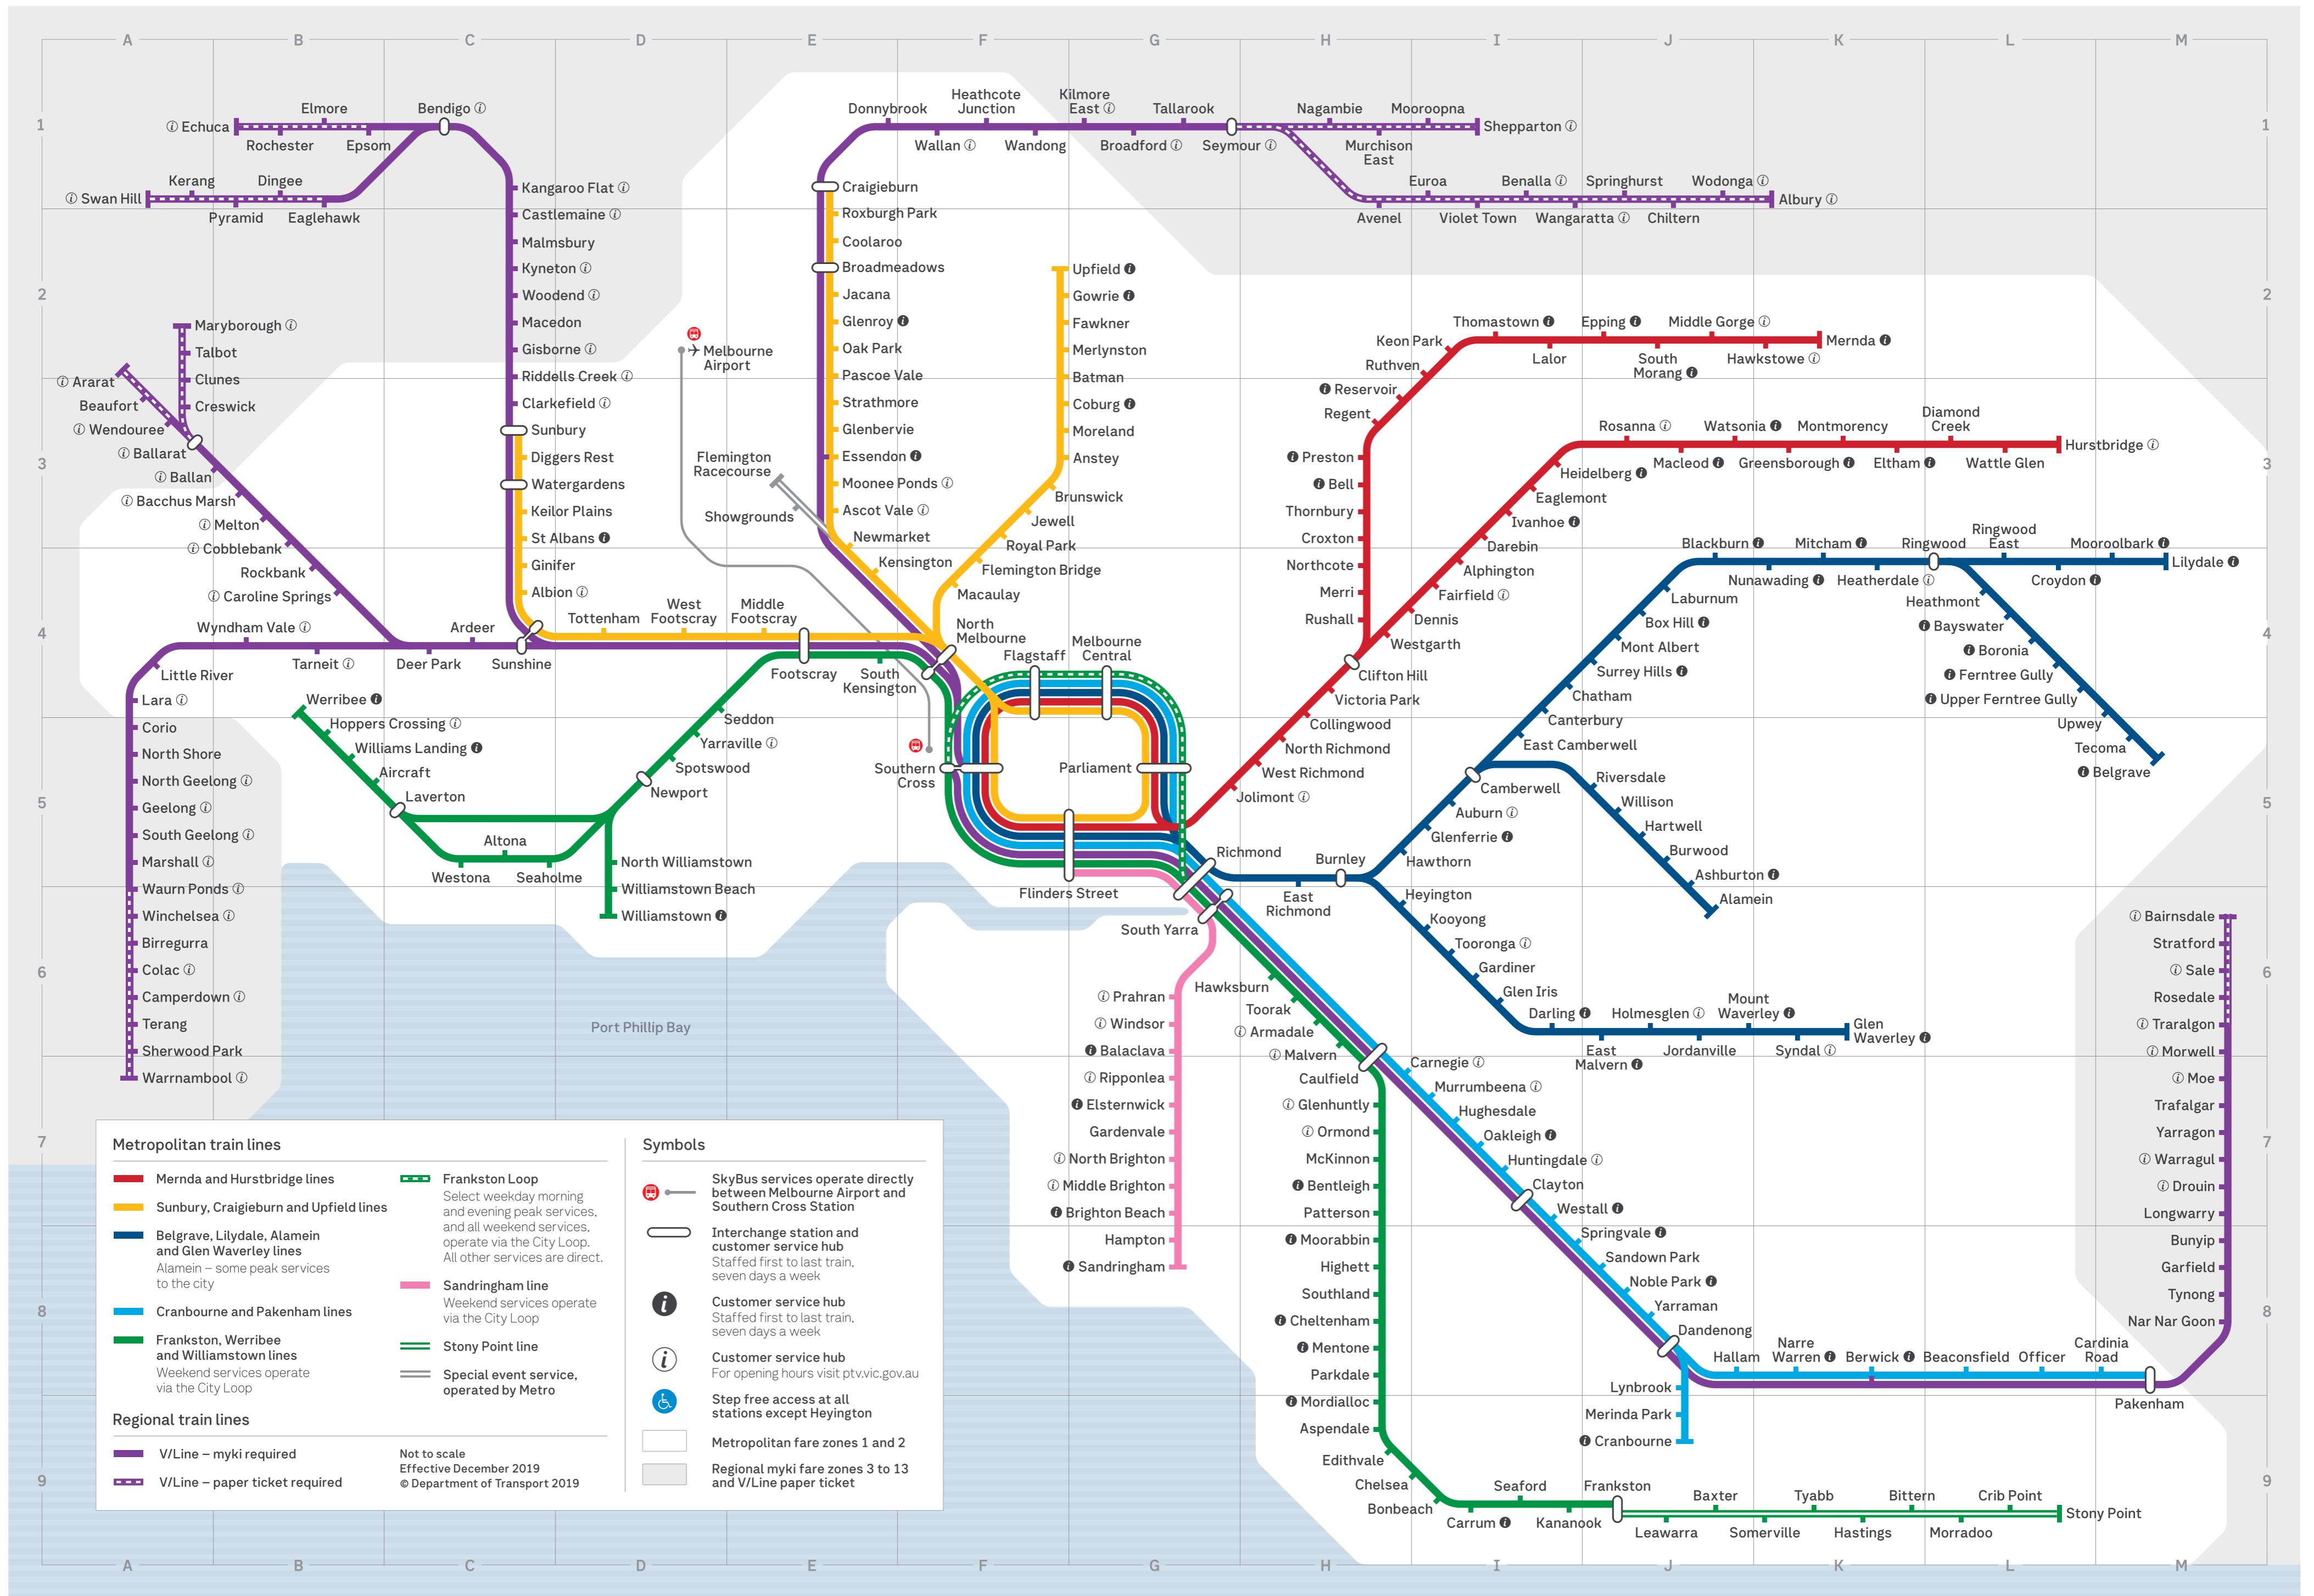 A B C D E F G H I J K L M
1
2
3
4
5
6
7
8
9
1
2
3
4
5
6
7
8
9
A B C D E F G H I J K L M
Echuca
Rochester
Elmore
Epsom
Bendigo
Swan Hill
Kerang
Pyramid
Dingee
Eaglehawk
Kangaroo Flat
Castlemaine
Malmsbury
Kyneton
Woodend
Macedon
Gisborne
Riddells Creek
Clarkefield
Sunbury
Diggers Rest
Watergardens
Keilor Plains
St Albans
Ginifer
Albion
Sunshine
Tottenham
West
Footscray
Middle
Footscray
Footscray
South
Kensington
North
Melbourne
Maryborough
Talbot
Clunes
Creswick
Ararat
Beaufort
Wendouree
Ballarat
Ballan
Bacchus Marsh
Melton
Cobblebank
Rockbank
Caroline Springs
Ardeer
Deer Park
Tarneit
Wyndham Vale
Little River
Lara
Corio
North Shore
North Geelong
Geelong
South Geelong
Marshall
Waurn Ponds
Winchelsea
Birregurra
Colac
Camperdown
Terang
Sherwood Park
Warrnambool
Werribee
Hoppers Crossing
Williams Landing
Aircraft
Laverton
Westona
Altona
Seaholme
Newport
Spotswood
Yarraville
Seddon
North Williamstown
Williamstown Beach
Williamstown
Port Phillip Bay
Donnybrook
Wallan
Heathcote
Junction
Wandong
Kilmore
East
Broadford
Tallarook
Seymour
Nagambie
Murchison
East
Mooroopna
Shepparton
Avenel
Euroa
Violet Town
Benalla
Wangaratta
Springhurst
Chiltern
Wodonga
Albury
Craigieburn
Roxburgh Park
Coolaroo
Broadmeadows
Jacana
Glenroy
Oak Park
Pascoe Vale
Strathmore
Glenbervie
Essendon
Moonee Ponds
Ascot Vale
Newmarket
Kensington
Melbourne
Airport
Flemington
Racecourse
Showgrounds
Upfield
Gowrie
Fawkner
Merlynston
Batman
Coburg
Moreland
Anstey
Brunswick
Jewell
Royal Park
Flemington Bridge
Macaulay
Flagstaff
Melbourne
Central
Southern
Cross
Parliament
Flinders Street
Richmond
South Yarra
Mernda
Hawkstowe
Middle Gorge
South
Morang
Epping
Lalor
Thomastown
Keon Park
Ruthven
Reservoir
Regent
Preston
Bell
Thornbury
Croxton
Northcote
Merri
Rushall
Hurstbridge
Wattle Glen
Diamond
Creek
Eltham
Montmorency
Greensborough
Watsonia
Macleod
Rosanna
Heidelberg
Eaglemont
Ivanhoe
Darebin
Alphington
Fairfield
Dennis
Westgarth
Clifton Hill
Victoria Park
Collingwood
North Richmond
West Richmond
Jolimont
Lilydale
Mooroolbark
Croydon
Ringwood
East
Ringwood
Heatherdale
Mitcham
Nunawading
Blackburn
Laburnum
Box Hill
Mont Albert
Surrey Hills
Chatham
Canterbury
East Camberwell
Camberwell
Auburn
Glenferrie
Hawthorn
Burnley
East
Richmond
Heathmont
Bayswater
Boronia
Ferntree Gully
Upper Ferntree Gully
Upwey
Tecoma
Belgrave
Riversdale
Willison
Hartwell
Burwood
Ashburton
Alamein
Heyington
Kooyong
Tooronga
Gardiner
Glen Iris
Darling
East
Malvern
Holmesglen
Jordanville
Mount
Waverley
Syndal
Glen
Waverley
Prahran
Windsor
Balaclava
Ripponlea
Elsternwick
Gardenvale
North Brighton
Middle Brighton
Brighton Beach
Hampton
Sandringham
Hawksburn
Toorak
Armadale
Malvern
Caulfield
Glenhuntly
Ormond
McKinnon
Bentleigh
Patterson
Moorabbin
Highett
Southland
Cheltenham
Mentone
Parkdale
Mordialloc
Aspendale
Edithvale
Chelsea
Bonbeach
Carrum
Seaford
Kananook
Frankston
Leawarra
Baxter
Somerville
Tyabb
Hastings
Bittern
Morradoo
Crib Point
Stony Point
Carnegie
Murrumbeena
Hughesdale
Oakleigh
Huntingdale
Clayton
Westall
Springvale
Sandown Park
Noble Park
Yarraman
Dandenong
Hallam
Narre
Warren
Berwick
Beaconsfield
Officer
Cardinia
Road
Pakenham
Lynbrook
Merinda Park
Cranbourne
Bairnsdale
Stratford
Sale
Rosedale
Traralgon
Morwell
Moe
Trafalgar
Yarragon
Warragul
Drouin
Longwarry
Bunyip
Garfield
Tynong
Nar Nar Goon
Metropolitan train lines
Mernda and Hurstbridge lines
Sunbury, Craigieburn and Upfield lines
Belgrave, Lilydale, Alamein
and Glen Waverley lines
Alamein – some peak services
to the city
Cranbourne and Pakenham lines
Frankston, Werribee
and Williamstown lines
Weekend services operate
via the City Loop
Frankston Loop
Select weekday morning
and evening peak services,
and all weekend services,
operate via the City Loop.
All other services are direct.
Sandringham line
Weekend services operate
via the City Loop
Stony Point line
Special event service,
operated by Metro
Regional train lines
V/Line – myki required
V/Line – paper ticket required
Not to scale
Effective December 2019
© Department of Transport 2019
Symbols
SkyBus services operate directly
between Melbourne Airport and
Southern Cross Station
Interchange station and
customer service hub
Staffed first to last train,
seven days a week
Customer service hub
Staffed first to last train,
seven days a week
Customer service hub
For opening hours visit ptv.vic.gov.au
Step free access at all
stations except Heyington
Metropolitan fare zones 1 and 2
Regional myki fare zones 3 to 13
and V/Line paper ticket